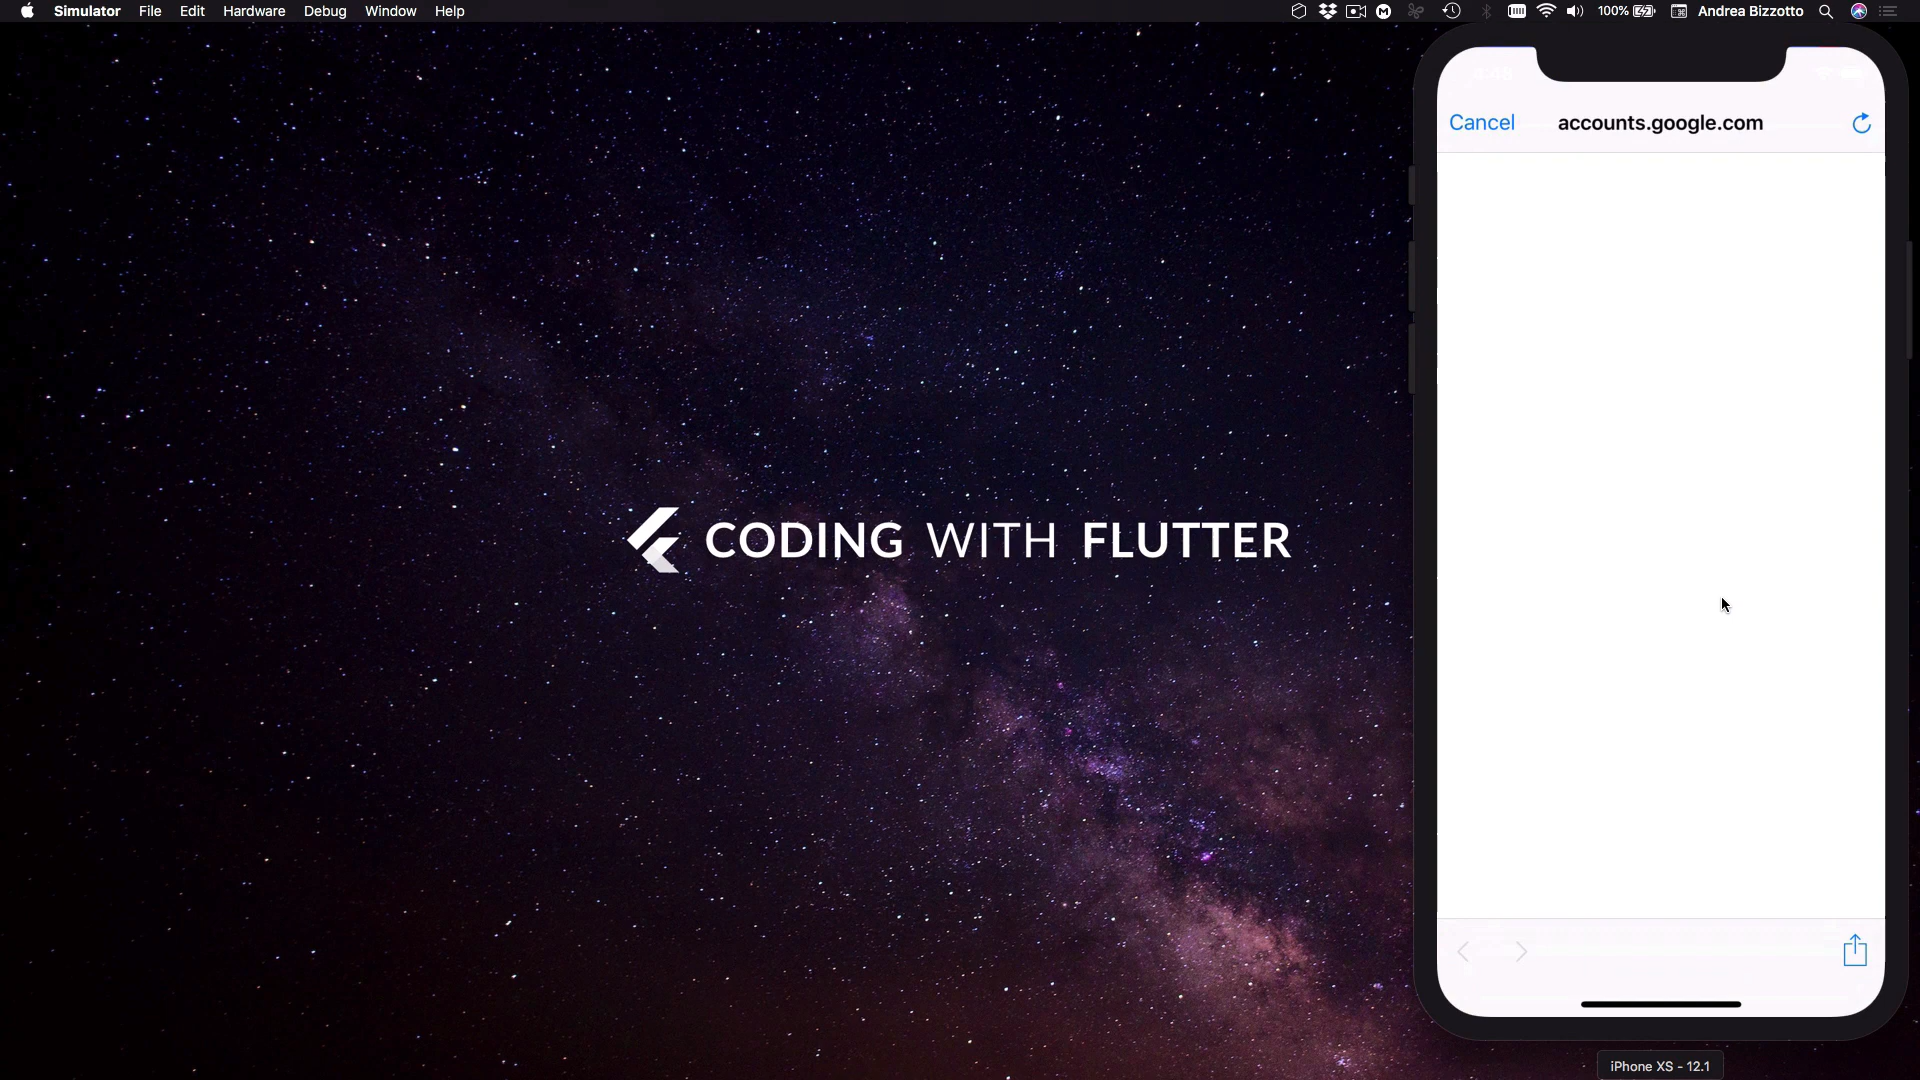 Simulator File Edit Hardware Debug Window Help 100% Andrea Bizzotto
Cancel accounts.google.com
CODING WITH FLUTTER
iPhone XS - 12.1